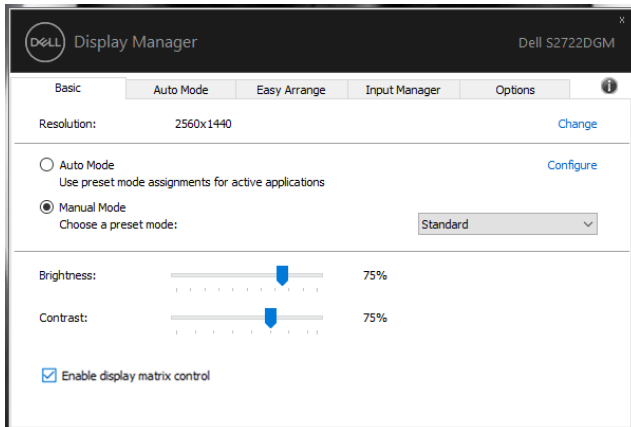 DELL Display Manager Dell S2722DGM
x
Basic Auto Mode Easy Arrange Input Manager Options i
Resolution: 2560x1440 Change
Auto Mode Configure
Use preset mode assignments for active applications
Manual Mode
Choose a preset mode: Standard
Brightness: 75%
Contrast: 75%
Enable display matrix control